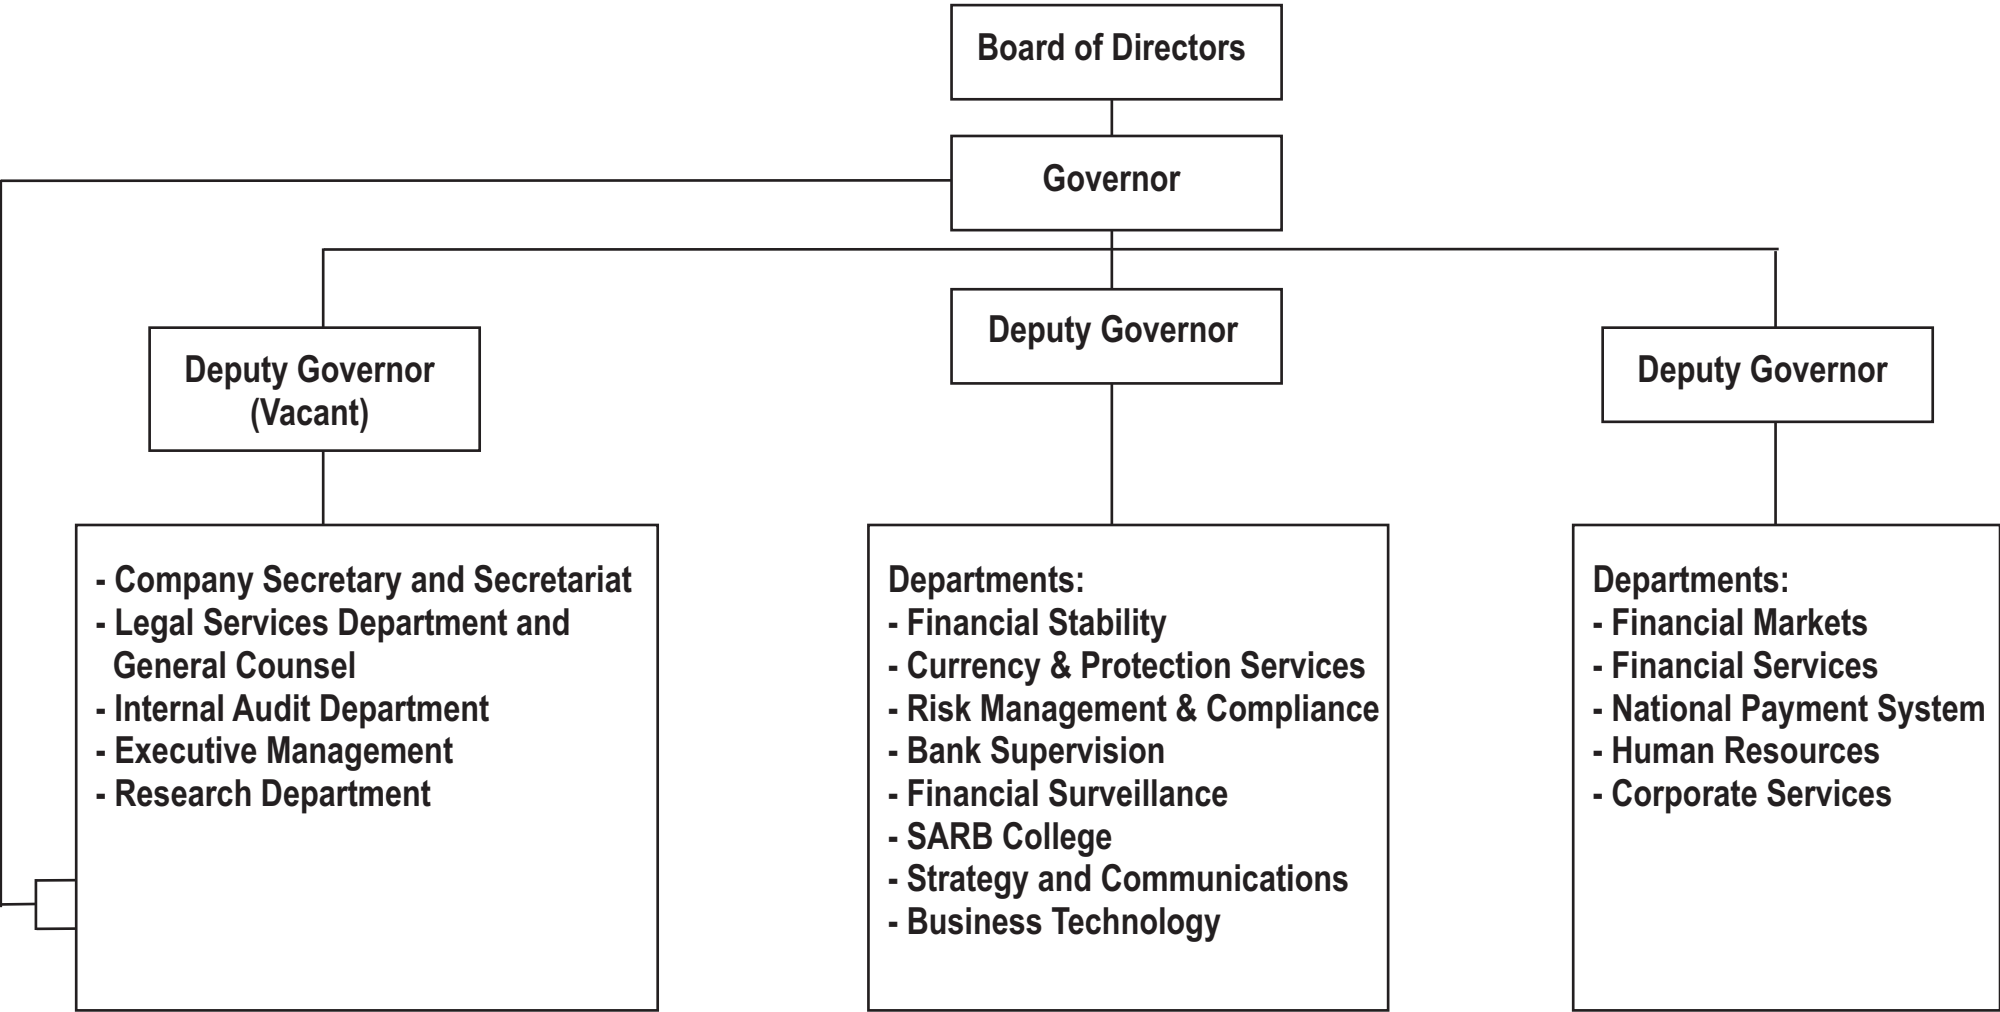 Board of Directors
Governor
Deputy Governor
(Vacant)
Deputy Governor
Deputy Governor
- Company Secretary and Secretariat
- Legal Services Department and
General Counsel
- Internal Audit Department
- Executive Management
- Research Department
Departments:
- Financial Stability
- Currency & Protection Services
- Risk Management & Compliance
- Bank Supervision
- Financial Surveillance
- SARB College
- Strategy and Communications
- Business Technology
Departments:
- Financial Markets
- Financial Services
- National Payment System
- Human Resources
- Corporate Services